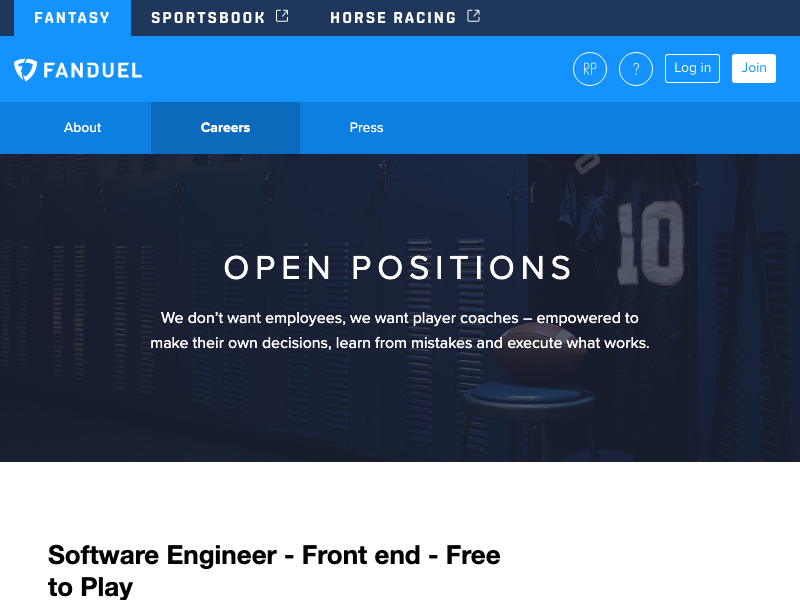 FANTASY SPORTSBOOK HORSE RACING
FANDUEL RP ? Log in Join
About Careers Press
10
OPEN POSITIONS
We don’t want employees, we want player coaches – empowered to
make their own decisions, learn from mistakes and execute what works.
Software Engineer - Front end - Free
to Play